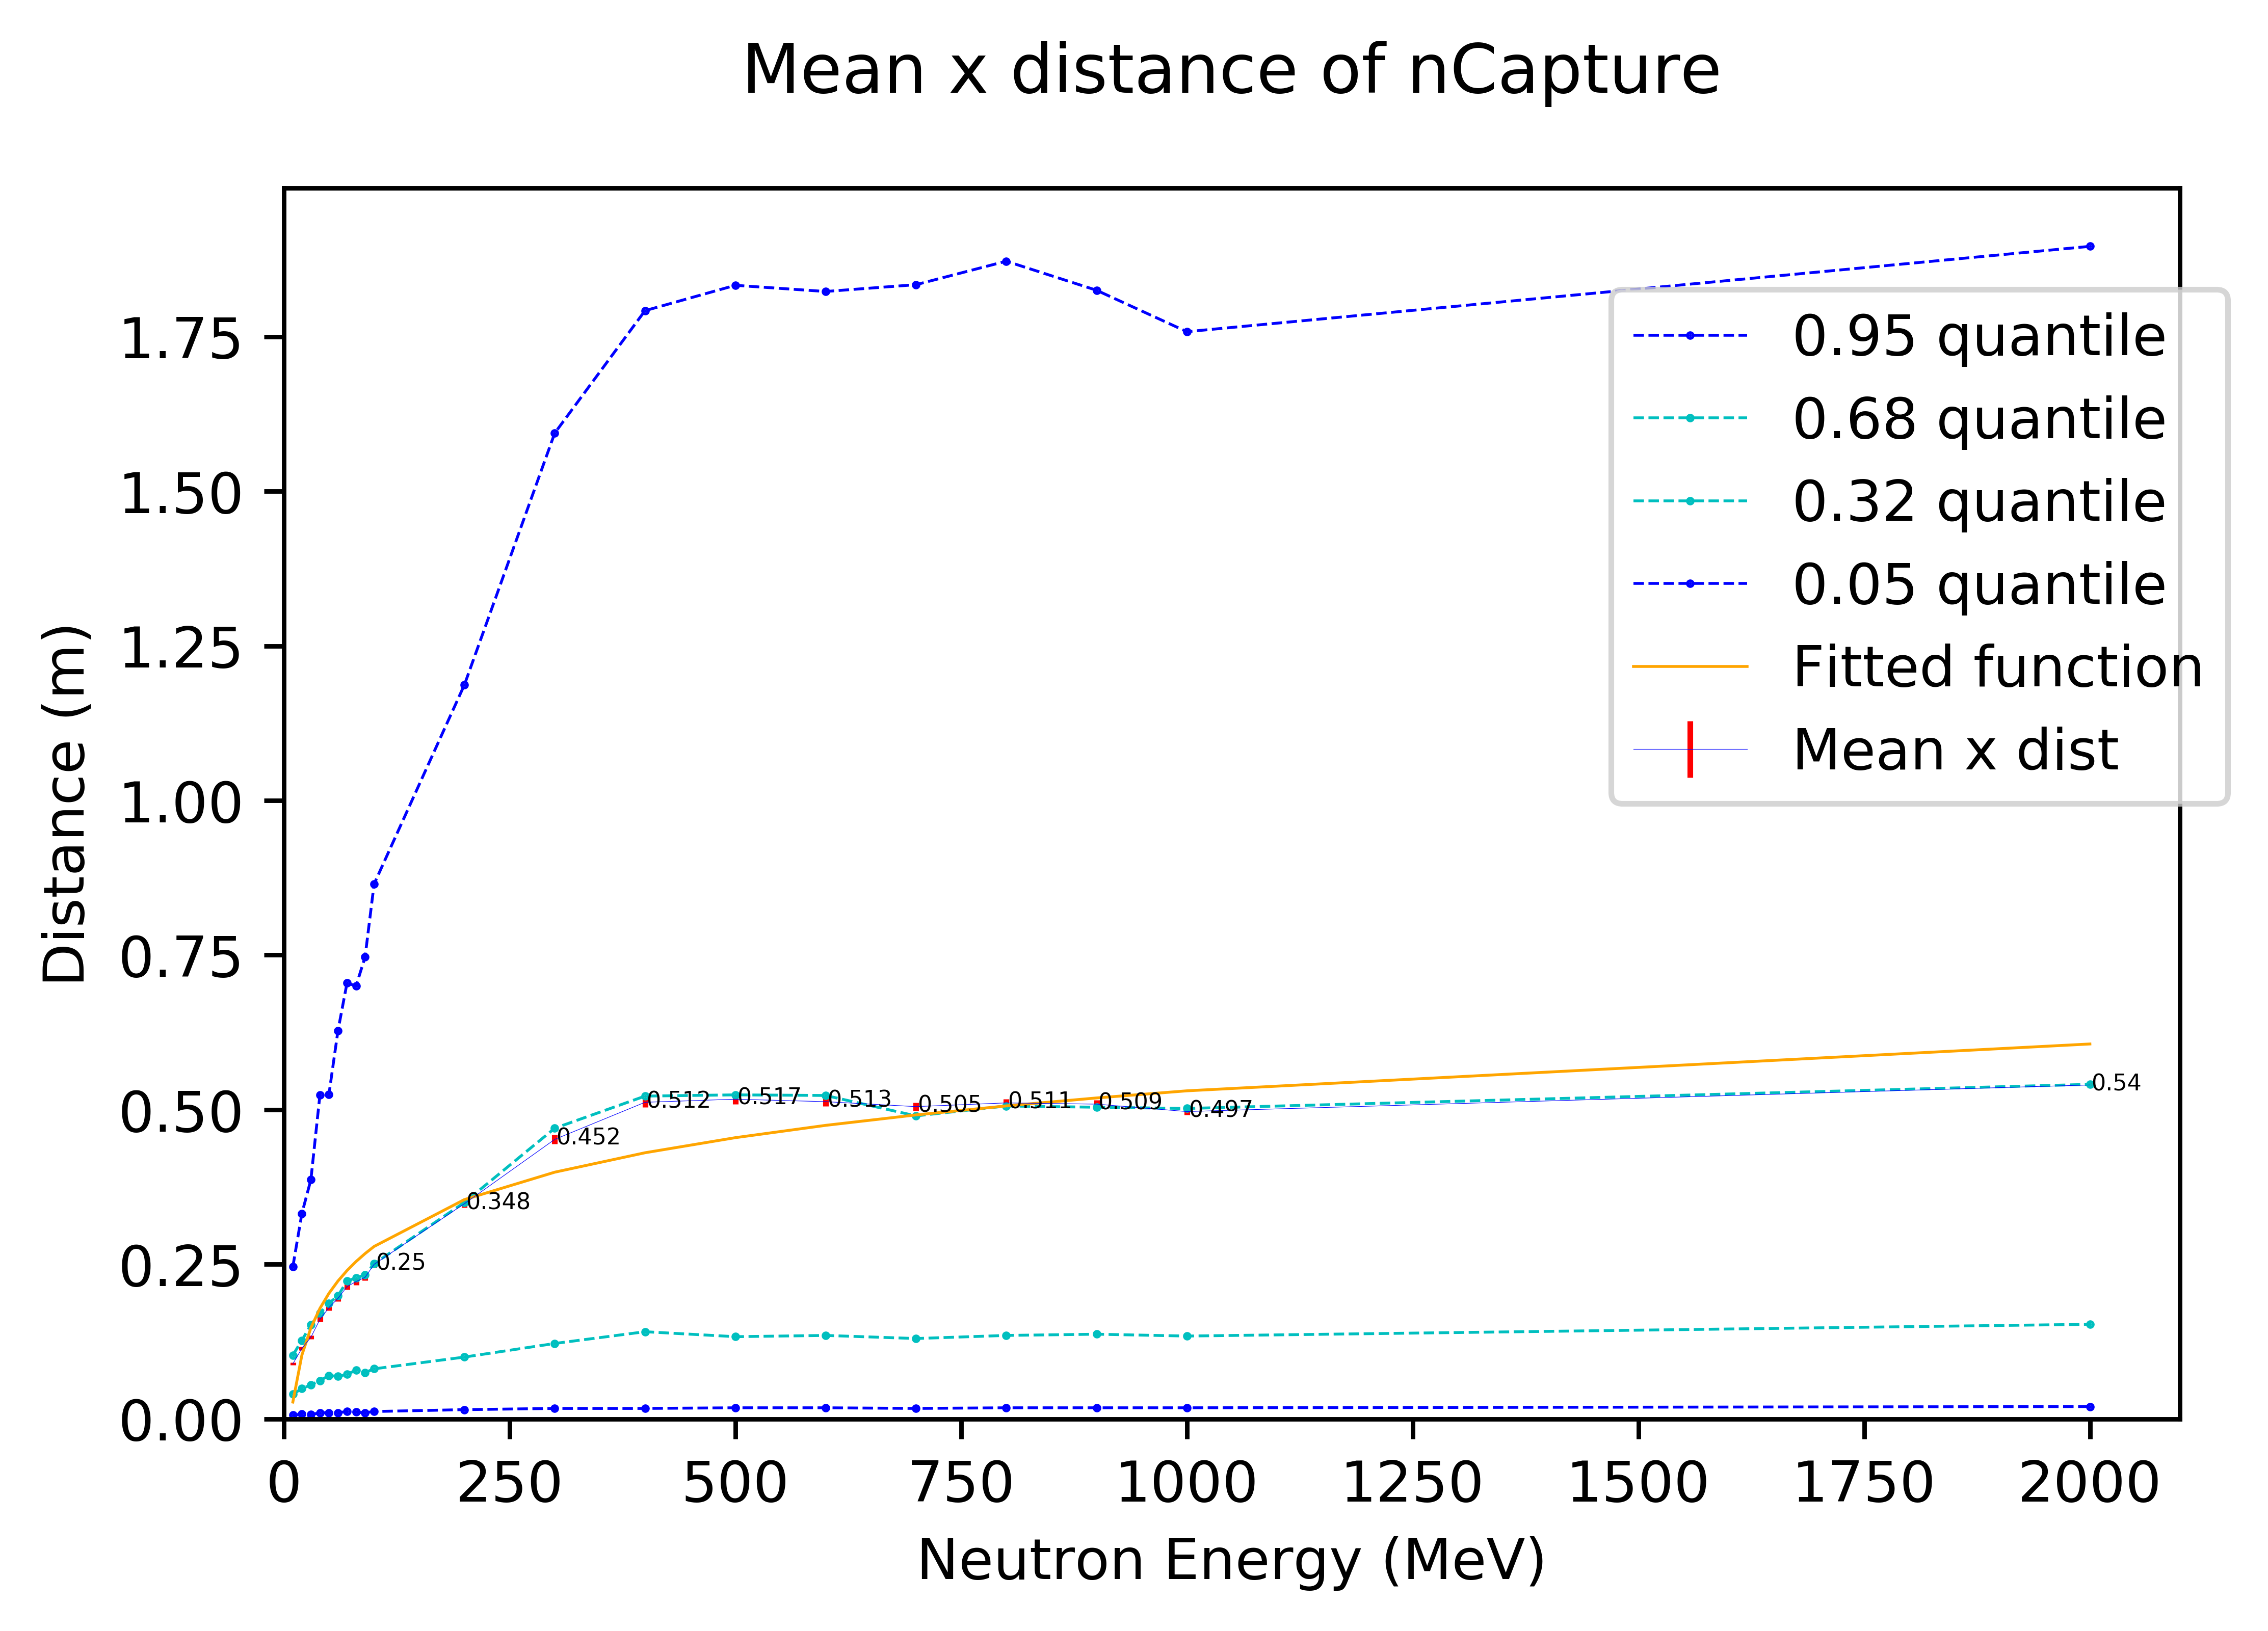 Mean x distance of nCapture
1.75
1.50
1.25
1.00
0.75
0.50
0.25
0.00
Distance (m)
0.95 quantile
0.68 quantile
0.32 quantile
0.05 quantile
Fitted function
Mean x dist
0.25
0.348
0.452
0.512
0.517
0.513
0.505
0.511
0.509
0.497
0.54
0 250 500 750 1000 1250 1500 1750 2000
Neutron Energy (MeV)